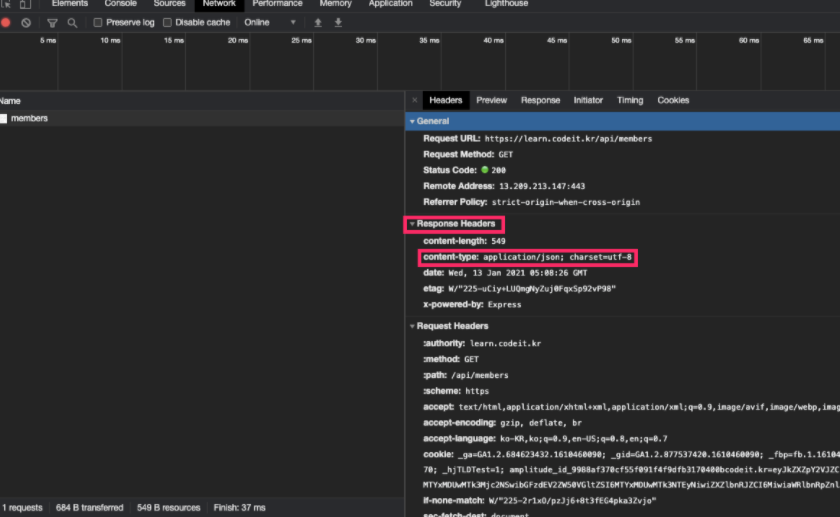 Elements Console Sources Network Performance Memory Application Security Lighthouse
Preserve log Disable cache Online
5 ms 10 ms 15 ms 20 ms 25 ms 30 ms 35 ms 40 ms 45 ms 50 ms 55 ms 60 ms 65 ms
Name
members
× Headers Preview Response Initiator Timing Cookies
General
Request URL: https://learn.codeit.kr/api/members
Request Method: GET
Status Code: 200
Remote Address: 13.209.213.147:443
Referrer Policy: strict-origin-when-cross-origin
Response Headers
content-length: 549
content-type: application/json; charset=utf-8
date: Wed, 13 Jan 2021 05:08:26 GMT
etag: W/"225-uCiy+LUQmgNyZuj0FqxSp92vP98"
x-powered-by: Express
Request Headers
:authority: learn.codeit.kr
:method: GET
:path: /api/members
:scheme: https
accept: text/html,application/xhtml+xml,application/xml;q=0.9,image/avif,image/webp,ima
accept-encoding: gzip, deflate, br
accept-language: ko-KR,ko;q=0.9,en-US;q=0.8,en;q=0.7
cookie: _ga=GA1.2.684623432.1610460090; _gid=GA1.2.877537420.1610460090; _fbp=fb.1.16104
70; _hjTLDTest=1; amplitude_id_9988af370cf55f091f4f9dfb3170400bcodeit.kr=eyJkZXZpY2VJZC
if-none-match: W/"225-2r1xO/pzJj6+8t3fEG4pka3Zvjo"
sec-fetch-dest: document
1 requests 684 B transferred 549 B resources Finish: 37 ms